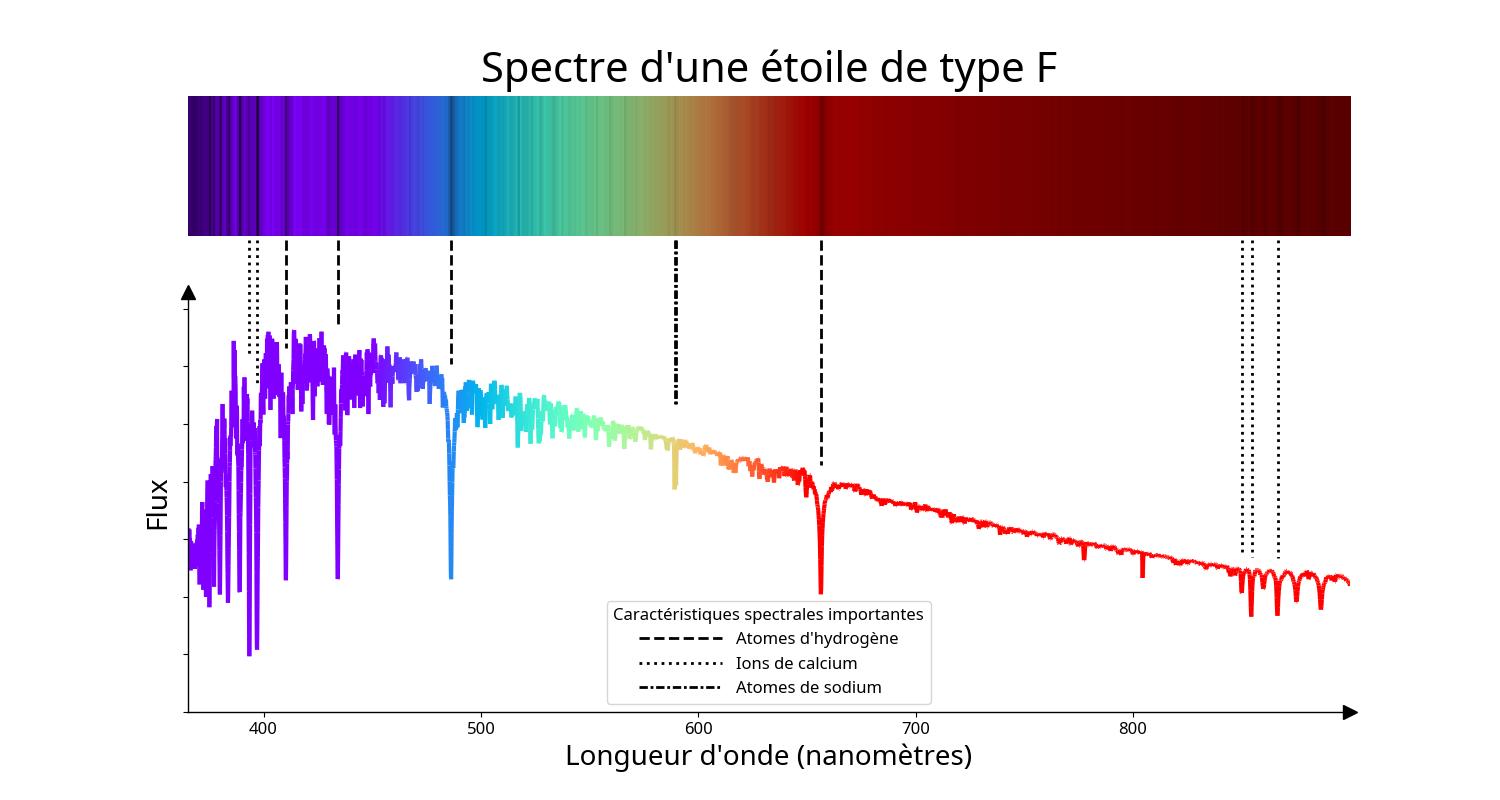 Spectre d'une étoile de type F
Flux
Caractéristiques spectrales importantes
Atomes d'hydrogène
Ions de calcium
Atomes de sodium
400 500 600 700 800
Longueur d'onde (nanomètres)